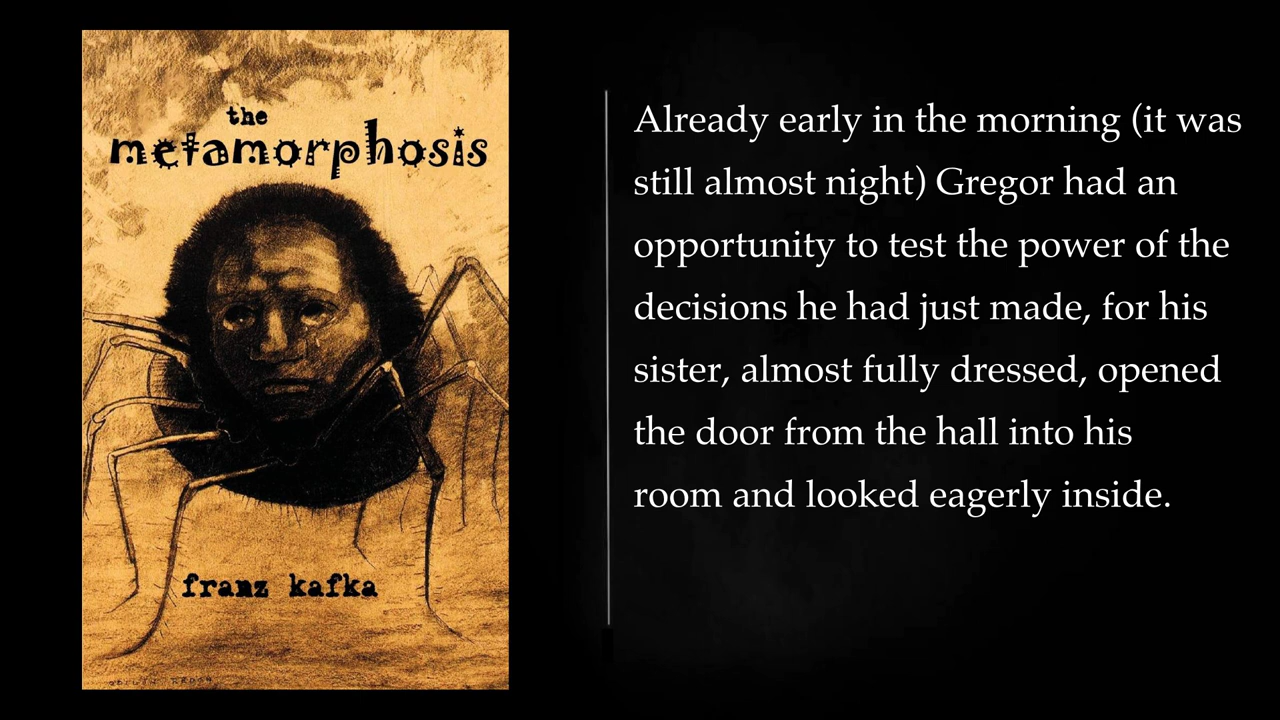 the
metamorphosis
franz kafka
Already early in the morning (it was
still almost night) Gregor had an
opportunity to test the power of the
decisions he had just made, for his
sister, almost fully dressed, opened
the door from the hall into his
room and looked eagerly inside.